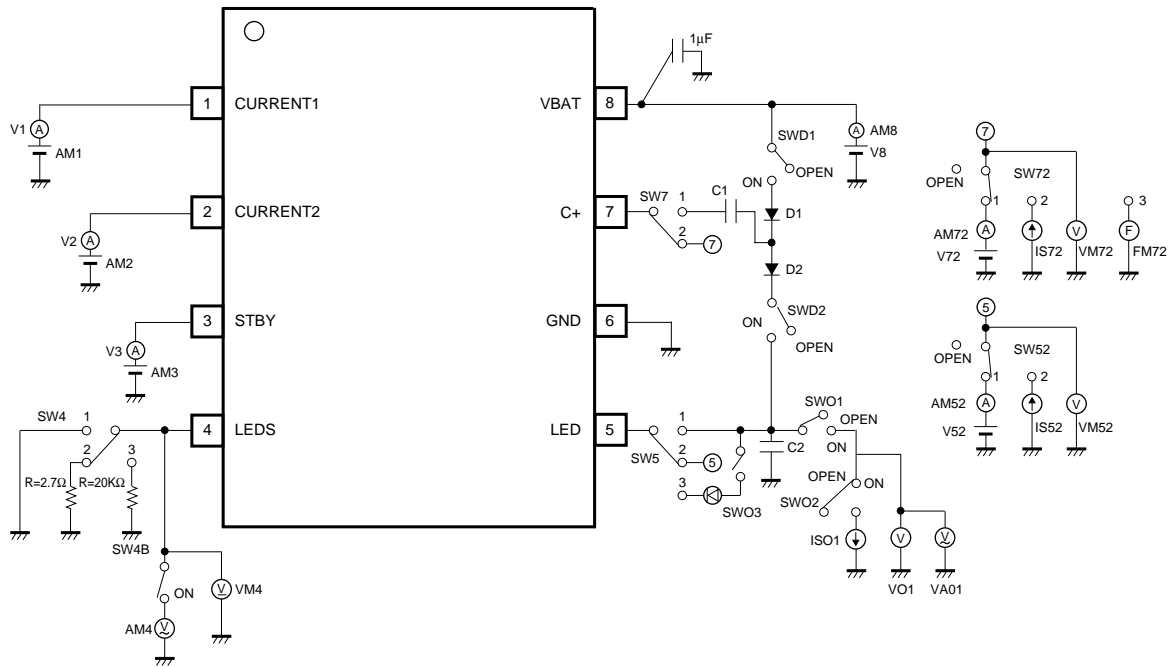 1μF
1 CURRENT1
VBAT 8
V1 A
AM1
A AM8
V8
SWD1
OPEN
ON
7
OPEN
SW72
1 2 3
A
AM72
V72
IS72
V
VM72
F
FM72
2 CURRENT2
C+ 7
SW7
1
C1
2
7
D1
V2 A
AM2
D2
SWD2
ON
OPEN
3 STBY
GND 6
V3 A
AM3
5
OPEN
SW52
1 2
A
AM52
V52
IS52
V
VM52
SW4
1
4 LEDS
LED 5
1
SWO1
OPEN
ON
2
3
SW5
2
5
C2
R=2.7Ω
R=20KΩ
3
SWO3
OPEN
ON
SWO2
SW4B
ISO1
V
VO1
V
VA01
ON
V
VM4
AM4
V